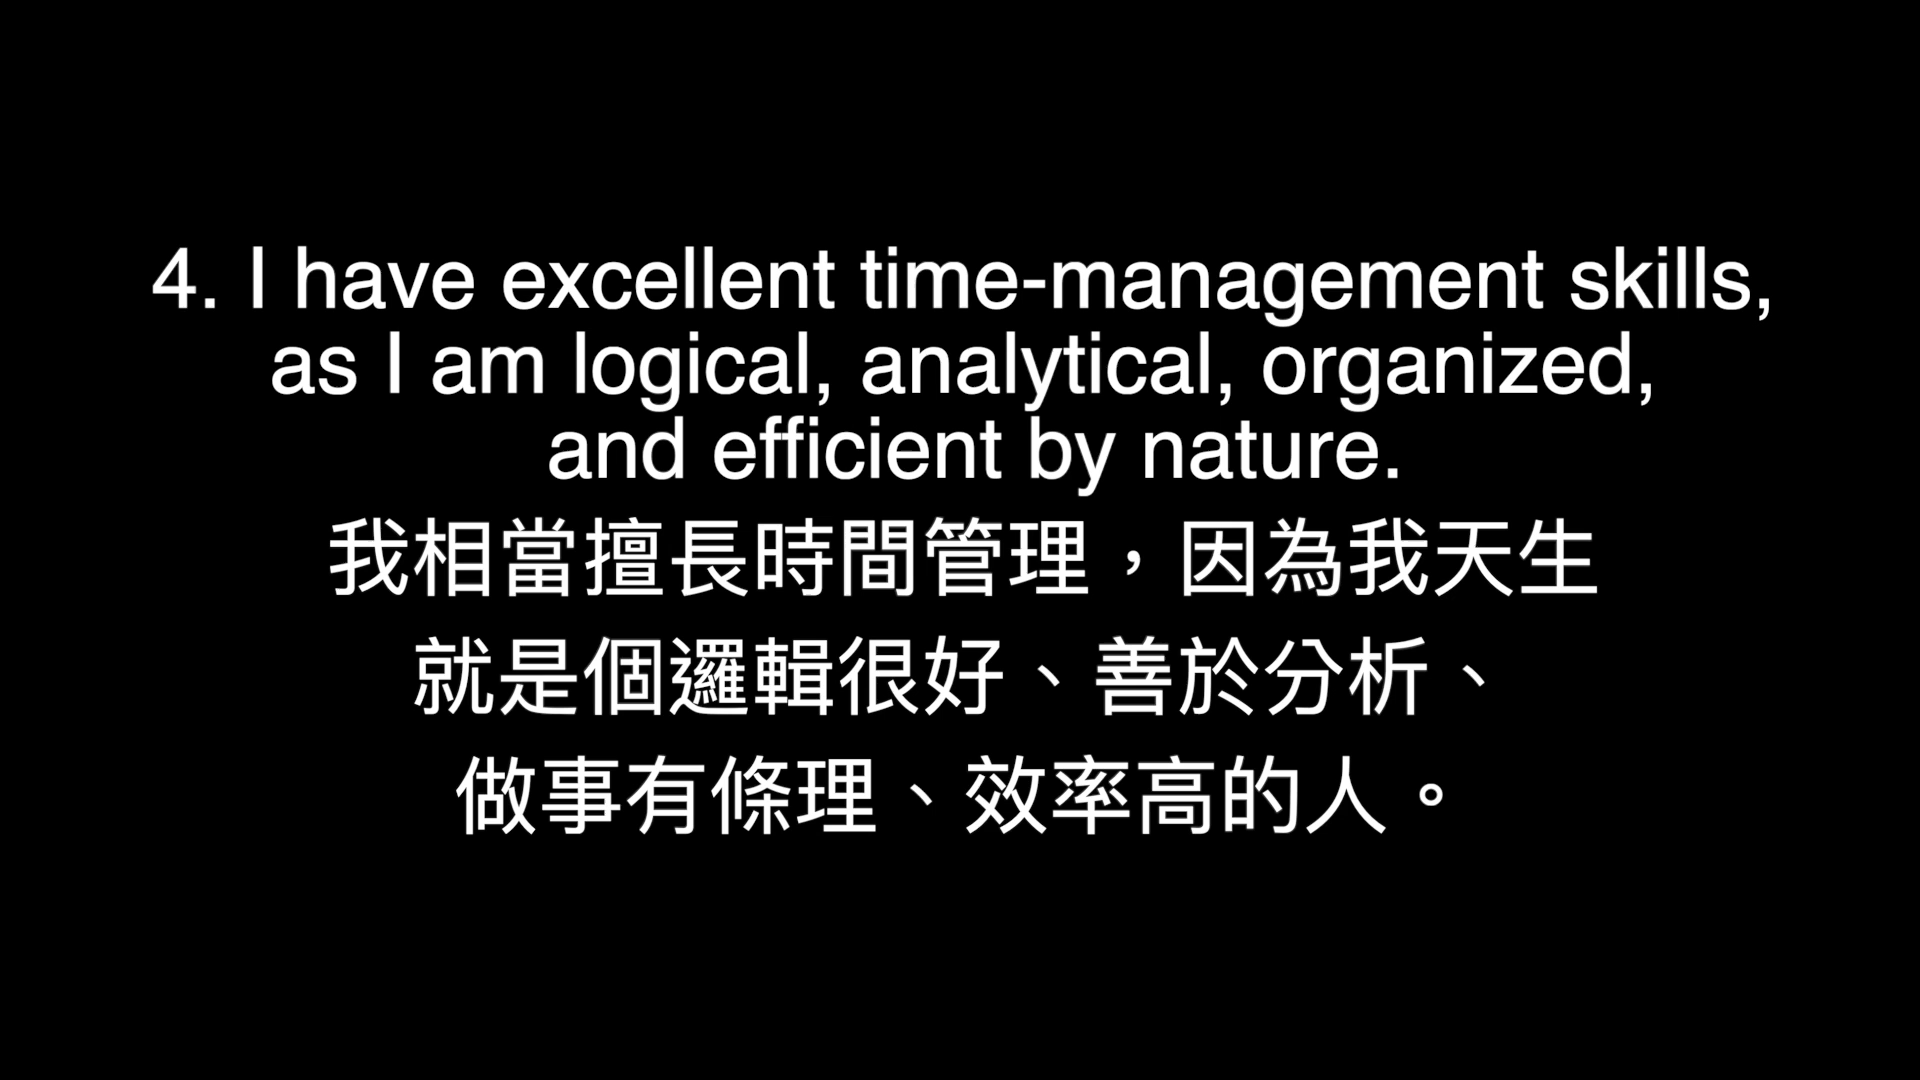 4. I have excellent time-management skills,
as I am logical, analytical, organized,
and efficient by nature.
我相當擅長時間管理，因為我天生
就是個邏輯很好、善於分析、
做事有條理、效率高的人。